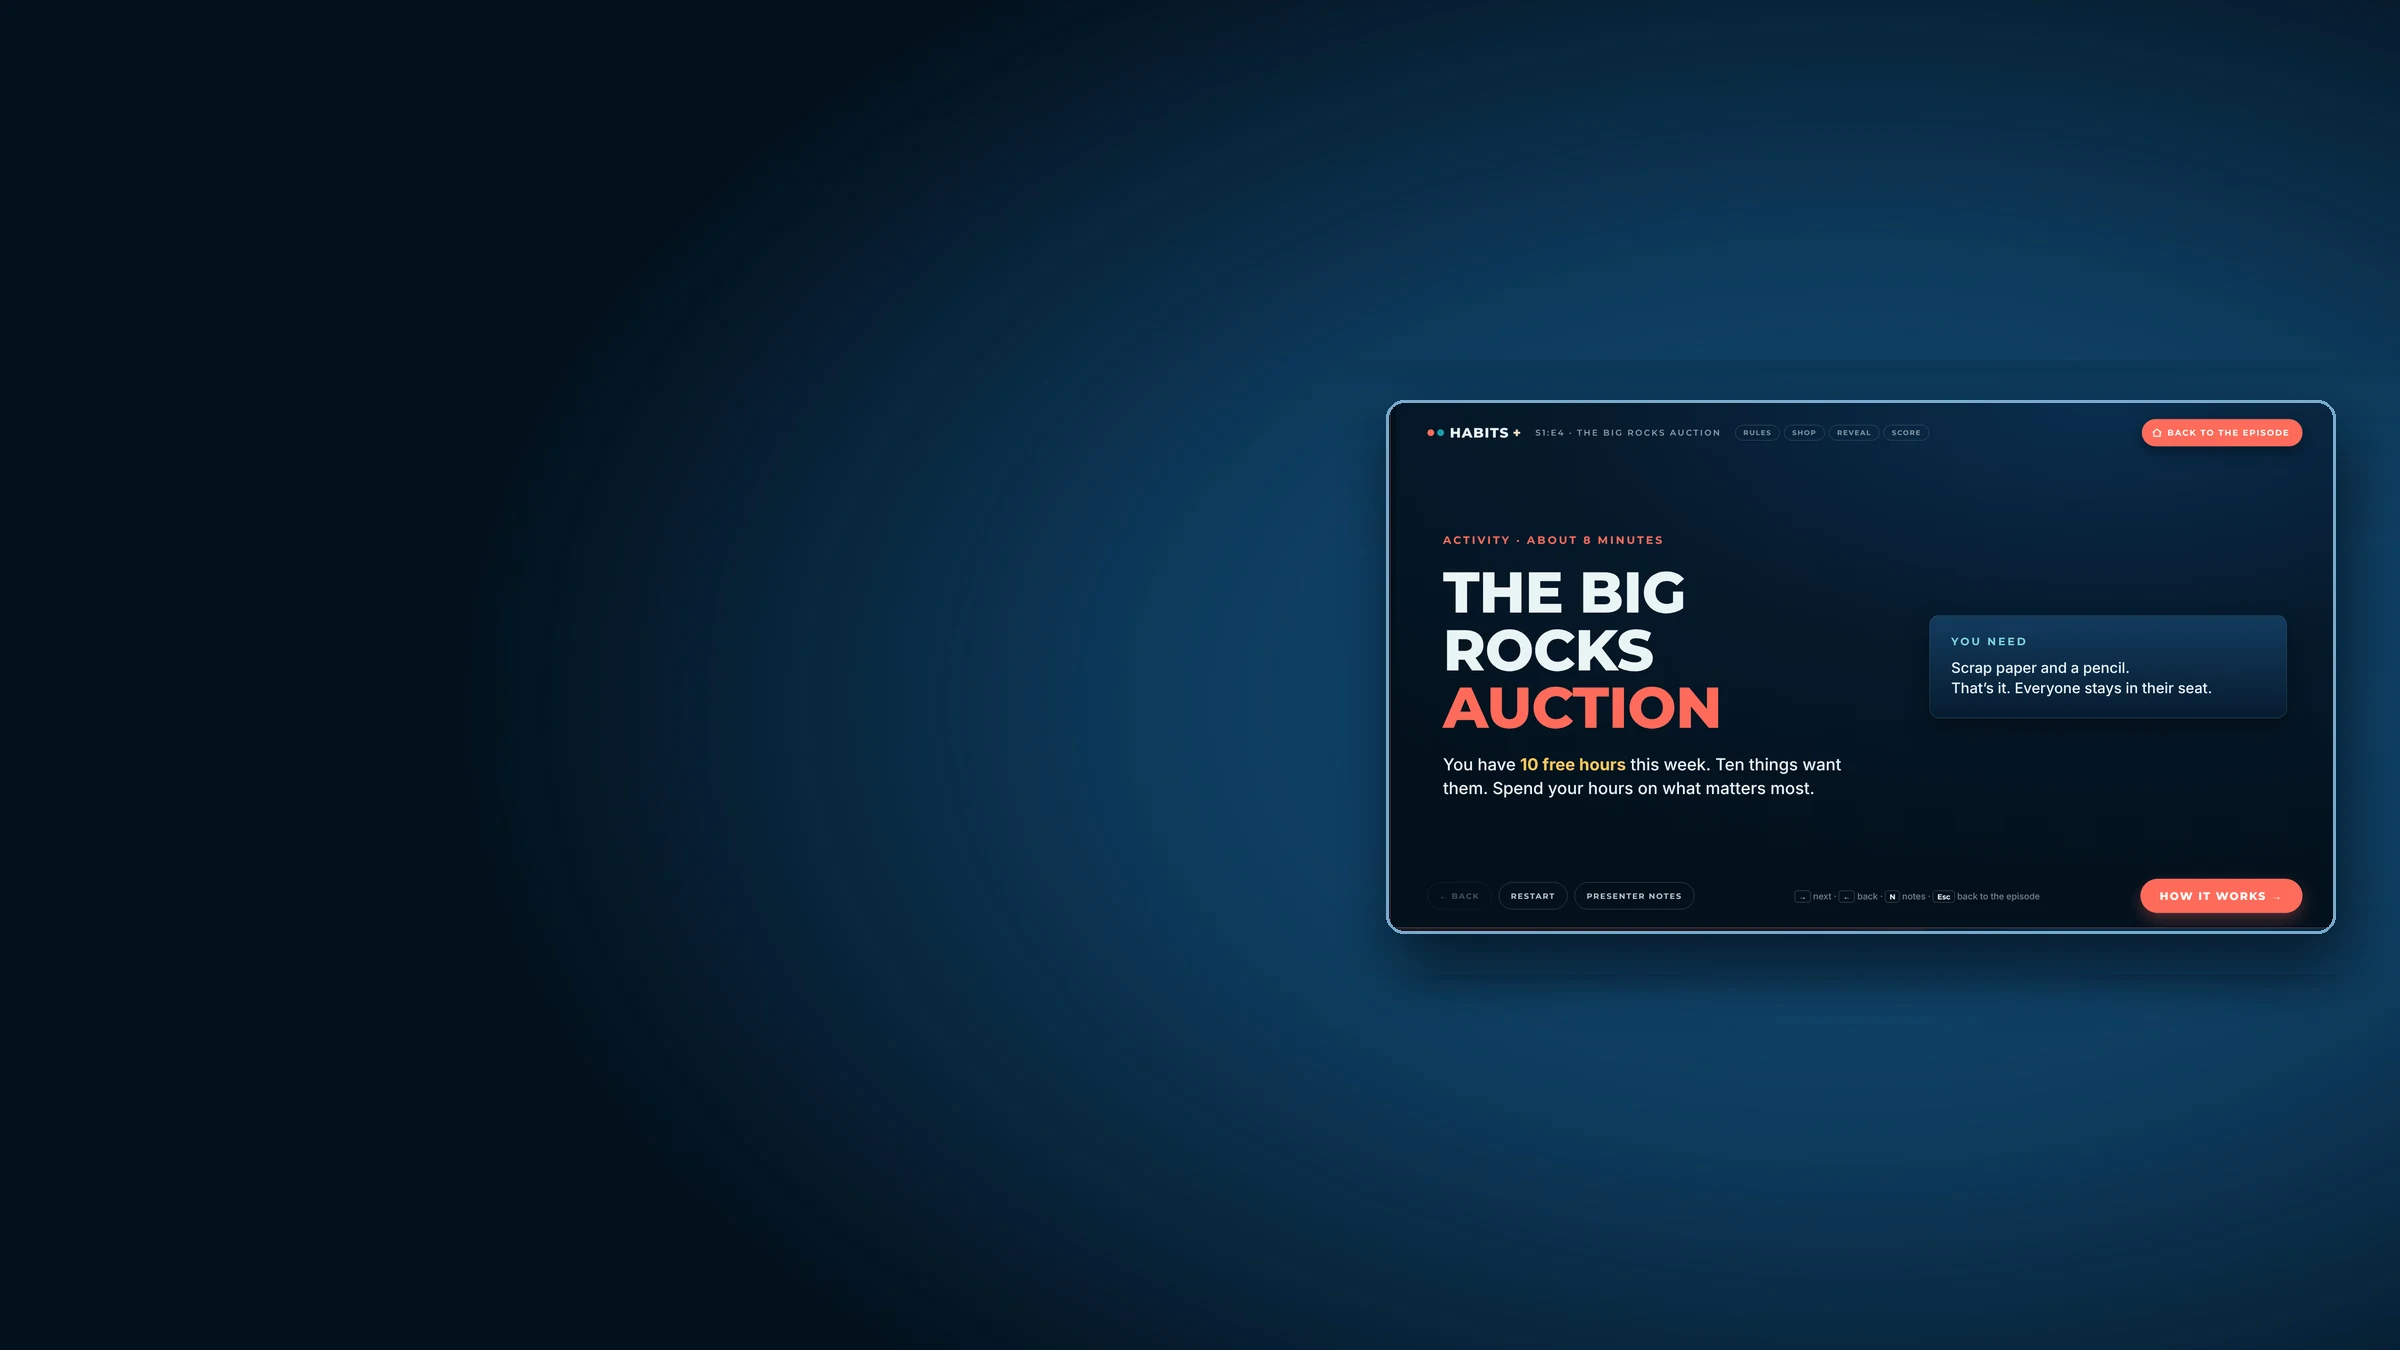 HABITS + S1:E4 · THE BIG ROCKS AUCTION RULES SHOP REVEAL SCORE BACK TO THE EPISODE
ACTIVITY · ABOUT 8 MINUTES
THE BIG
ROCKS
AUCTION
You have 10 free hours this week. Ten things want
them. Spend your hours on what matters most.
YOU NEED
Scrap paper and a pencil.
That's it. Everyone stays in their seat.
← BACK RESTART PRESENTER NOTES → next · ← back · N notes · Esc back to the episode HOW IT WORKS →